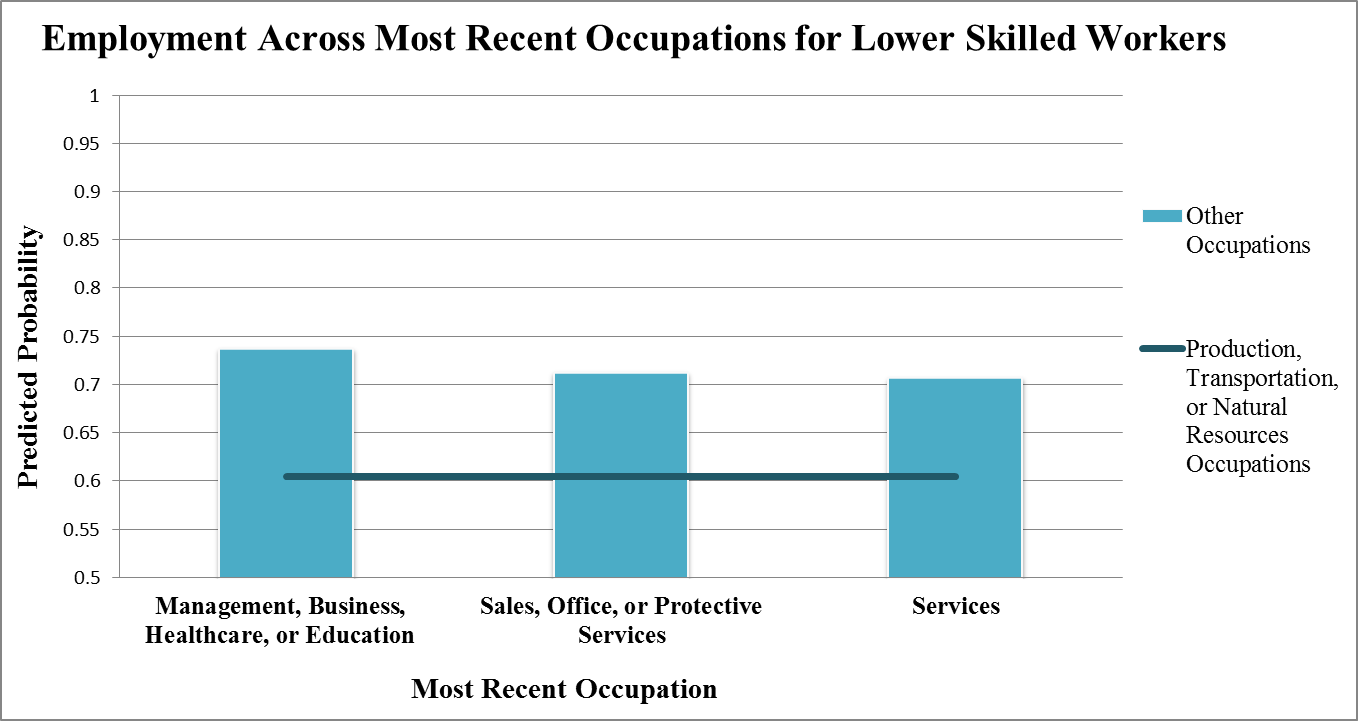 Employment Across Most Recent Occupations for Lower Skilled Workers
1
0.95
0.9
0.85
0.8
0.75
0.7
0.65
0.6
0.55
0.5
Predicted Probability
Management, Business,
Healthcare, or Education
Sales, Office, or Protective
Services
Services
Most Recent Occupation
Other
Occupations
Production,
Transportation,
or Natural
Resources
Occupations